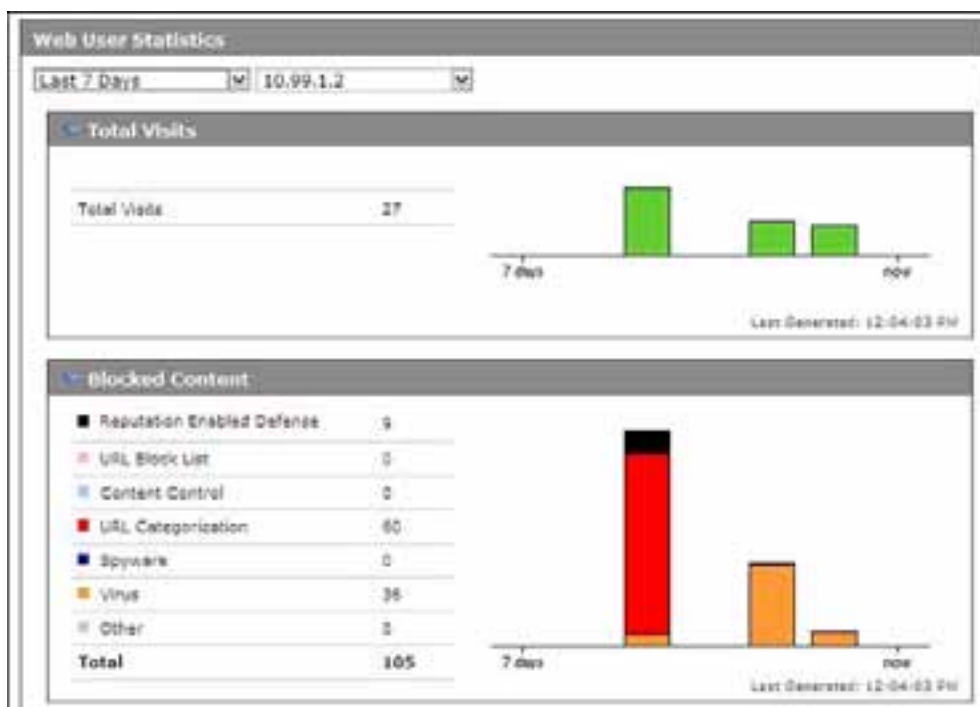 Web User Statistics
Last 7 Days 10.99.1.2
Total Visits
Total Visits 27
7 days now
Last Generated: 12:04:03 PM
Blocked Content
Reputation Enabled Defense 9
URL Block List 0
Content Control 0
URL Categorization 60
Spyware 0
Virus 36
Other 0
Total 105
7 days now
Last Generated: 12:04:03 PM